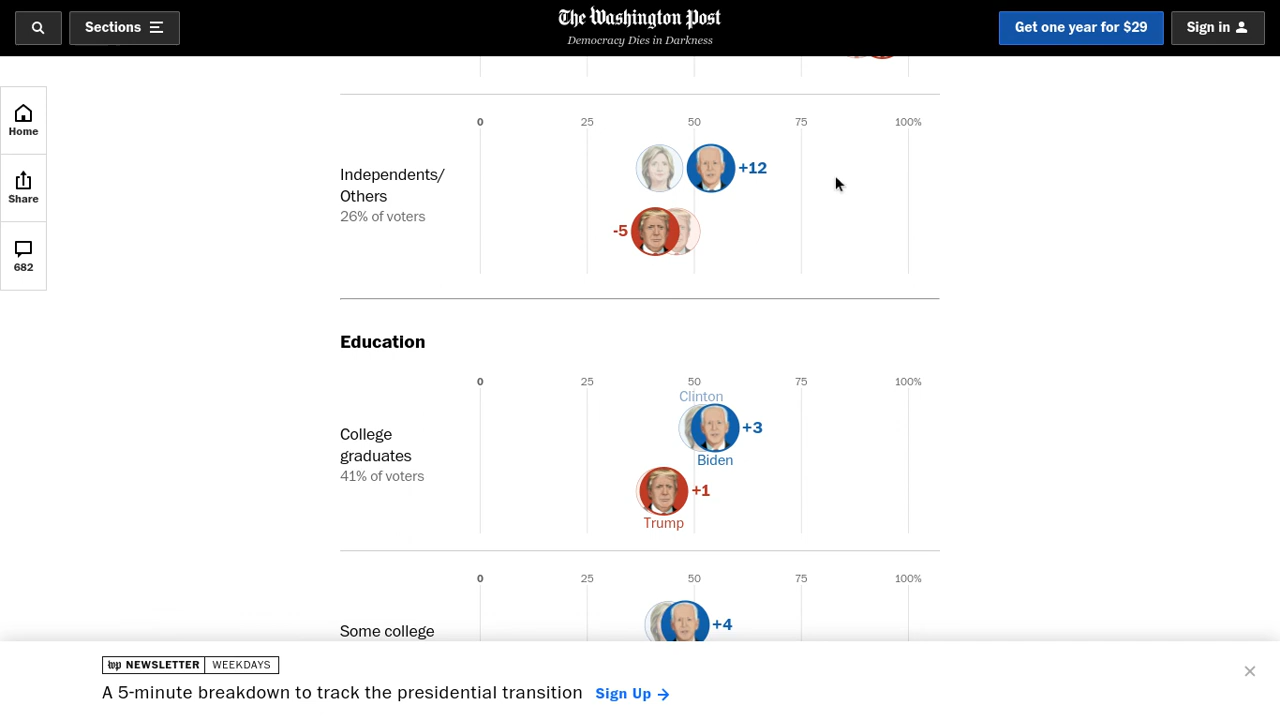 Sections
The Washington Post
Democracy Dies in Darkness
Get one year for $29
Sign in
Home
Share
682
0 25 50 75 100%
Independents/
Others
26% of voters
+12
-5
Education
0 25 50 75 100%
College
graduates
41% of voters
Clinton
+3
Biden
+1
Trump
0 25 50 75 100%
Some college
+4
wp NEWSLETTER WEEKDAYS
A 5-minute breakdown to track the presidential transition Sign Up →